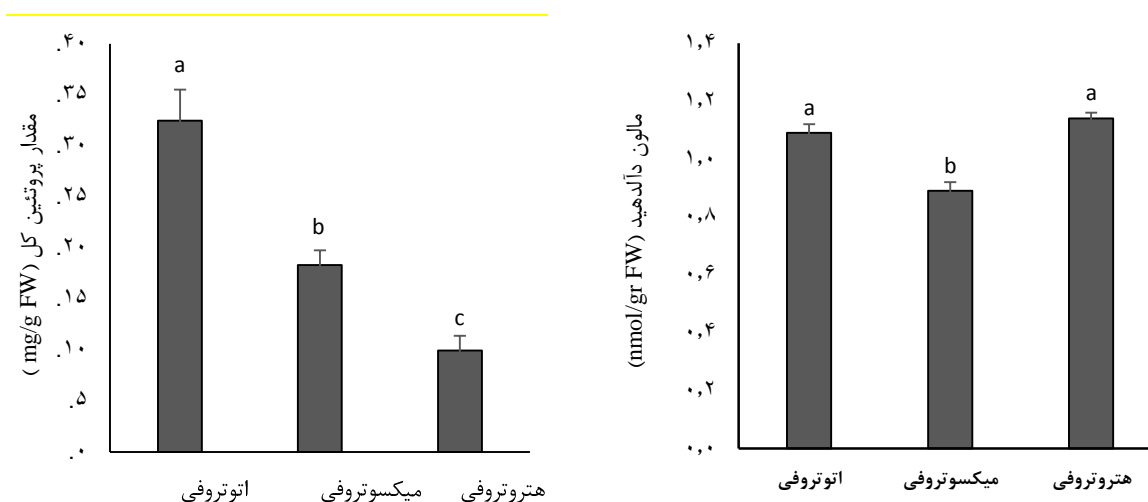 مقدار پروتئین کل (mg/g FW )
.۴۰
.۳۵
.۳۰
.۲۵
.۲۰
.۱۵
.۱۰
.۵
.۰
a
b
c
اتوتروفی
میکسوتروفی
هتروتروفی
مالون دآلدهید (nmol/gr FW)
۱,۴
۱,۲
۱,۰
۰,۸
۰,۶
۰,۴
۰,۲
۰,۰
a
b
a
اتوتروفی
میکسوتروفی
هتروتروفی